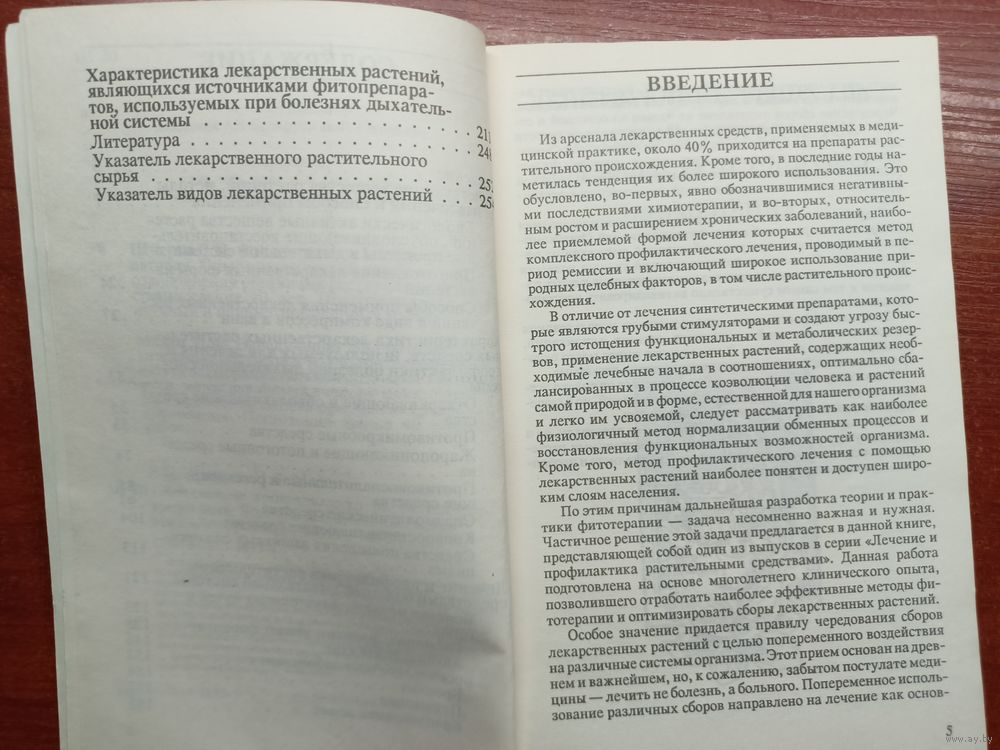 Характеристика лекарственных растений,
являющихся источниками фитопрепара-
тов, используемых при болезнях дыхатель-
ной системы . . . . . . . . . . . . . . . . . 211
Литература . . . . . . . . . . . . . . . . . . 248
Указатель лекарственного растительного
сырья . . . . . . . . . . . . . . . . . . . . .
Указатель видов лекарственных растений . . .
ВВЕДЕНИЕ
Из арсенала лекарственных средств, применяемых в меди-
цинской практике, около 40% приходится на препараты рас-
тительного происхождения. Кроме того, в последние годы на-
метилась тенденция их более широкого использования. Это
обусловлено, во-первых, явно обозначившимися негативны-
ми последствиями химиотерапии, и во-вторых, относитель-
ным ростом и расширением хронических заболеваний, наибо-
лее приемлемой формой лечения которых считается метод
комплексного профилактического лечения, проводимый в пе-
риод ремиссии и включающий широкое использование при-
родных целебных факторов, в том числе растительного проис-
хождения.
В отличие от лечения синтетическими препаратами, кото-
рые являются грубыми стимуляторами и создают угрозу быс-
трого истощения функциональных и метаболических резер-
вов, применение лекарственных растений, содержащих необ-
ходимые лечебные начала в соотношениях, оптимально сба-
лансированных в процессе коэволюции человека и растений
самой природой и в форме, естественной для нашего организма
и легко им усвояемой, следует рассматривать как наиболее
физиологичный метод нормализации обменных процессов и
восстановления функциональных возможностей организма.
Кроме того, метод профилактического лечения с помощью
лекарственных растений наиболее понятен и доступен широ-
ким слоям населения.
По этим причинам дальнейшая разработка теории и прак-
тики фитотерапии — задача несомненно важная и нужная.
Частичное решение этой задачи предлагается в данной книге,
представляющей собой один из выпусков в серии «Лечение и
профилактика растительными средствами». Данная работа
подготовлена на основе многолетнего клинического опыта,
позволившего отработать наиболее эффективные методы фи-
тотерапии и оптимизировать сборы лекарственных растений.
Особое значение придается правилу чередования сборов
лекарственных растений с целью попеременного воздействия
на различные системы организма. Этот прием основан на древ-
нем и важнейшем, но, к сожалению, забытом постулате меди-
цины — лечить не болезнь, а больного. Попеременное исполь-
зование различных сборов направлено на лечение как основ-
5
www.ay.by